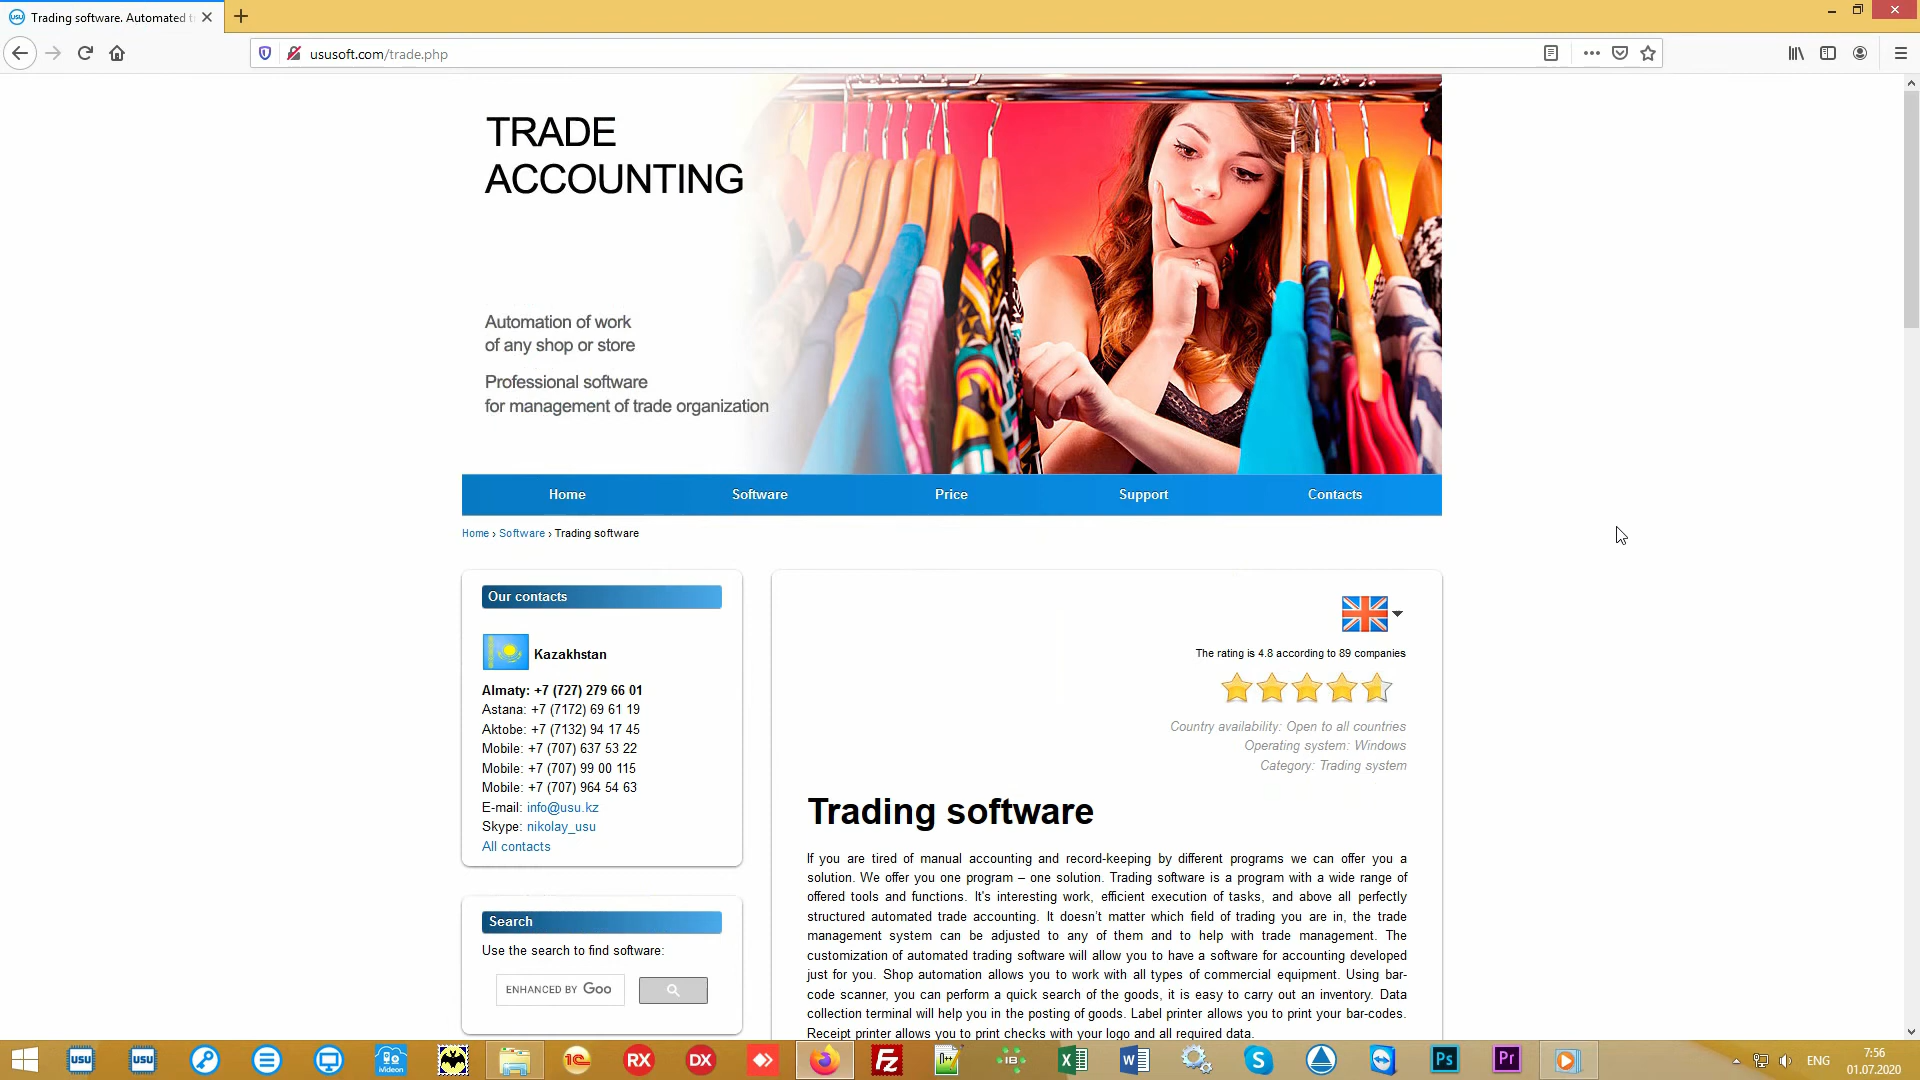 Trading software. Automated t
ususoft.com/trade.php
TRADE
ACCOUNTING
Automation of work
of any shop or store
Professional software
for management of trade organization
Home
Software
Price
Support
Contacts
Home › Software › Trading software
Our contacts
Kazakhstan
Almaty: +7 (727) 279 66 01
Astana: +7 (7172) 69 61 19
Aktobe: +7 (7132) 94 17 45
Mobile: +7 (707) 637 53 22
Mobile: +7 (707) 99 00 115
Mobile: +7 (707) 964 54 63
E-mail: info@usu.kz
Skype: nikolay_usu
All contacts
Search
Use the search to find software:
ENHANCED BY Goo
The rating is 4.8 according to 89 companies
Country availability: Open to all countries
Operating system: Windows
Category: Trading system
Trading software
If you are tired of manual accounting and record-keeping by different programs we can offer you a
solution. We offer you one program – one solution. Trading software is a program with a wide range of
offered tools and functions. It's interesting work, efficient execution of tasks, and above all perfectly
structured automated trade accounting. It doesn't matter which field of trading you are in, the trade
management system can be adjusted to any of them and to help with trade management. The
customization of automated trading software will allow you to have a software for accounting developed
just for you. Shop automation allows you to work with all types of commercial equipment. Using bar-
code scanner, you can perform a quick search of the goods, it is easy to carry out an inventory. Data
collection terminal will help you in the posting of goods. Label printer allows you to print your bar-codes.
Receipt printer allows you to print checks with your logo and all required data.
USU
USU
iVideon
1С
RX
DX
FZ
IB
X
W
S
Ps
Pr
ENG
7:56
01.07.2020